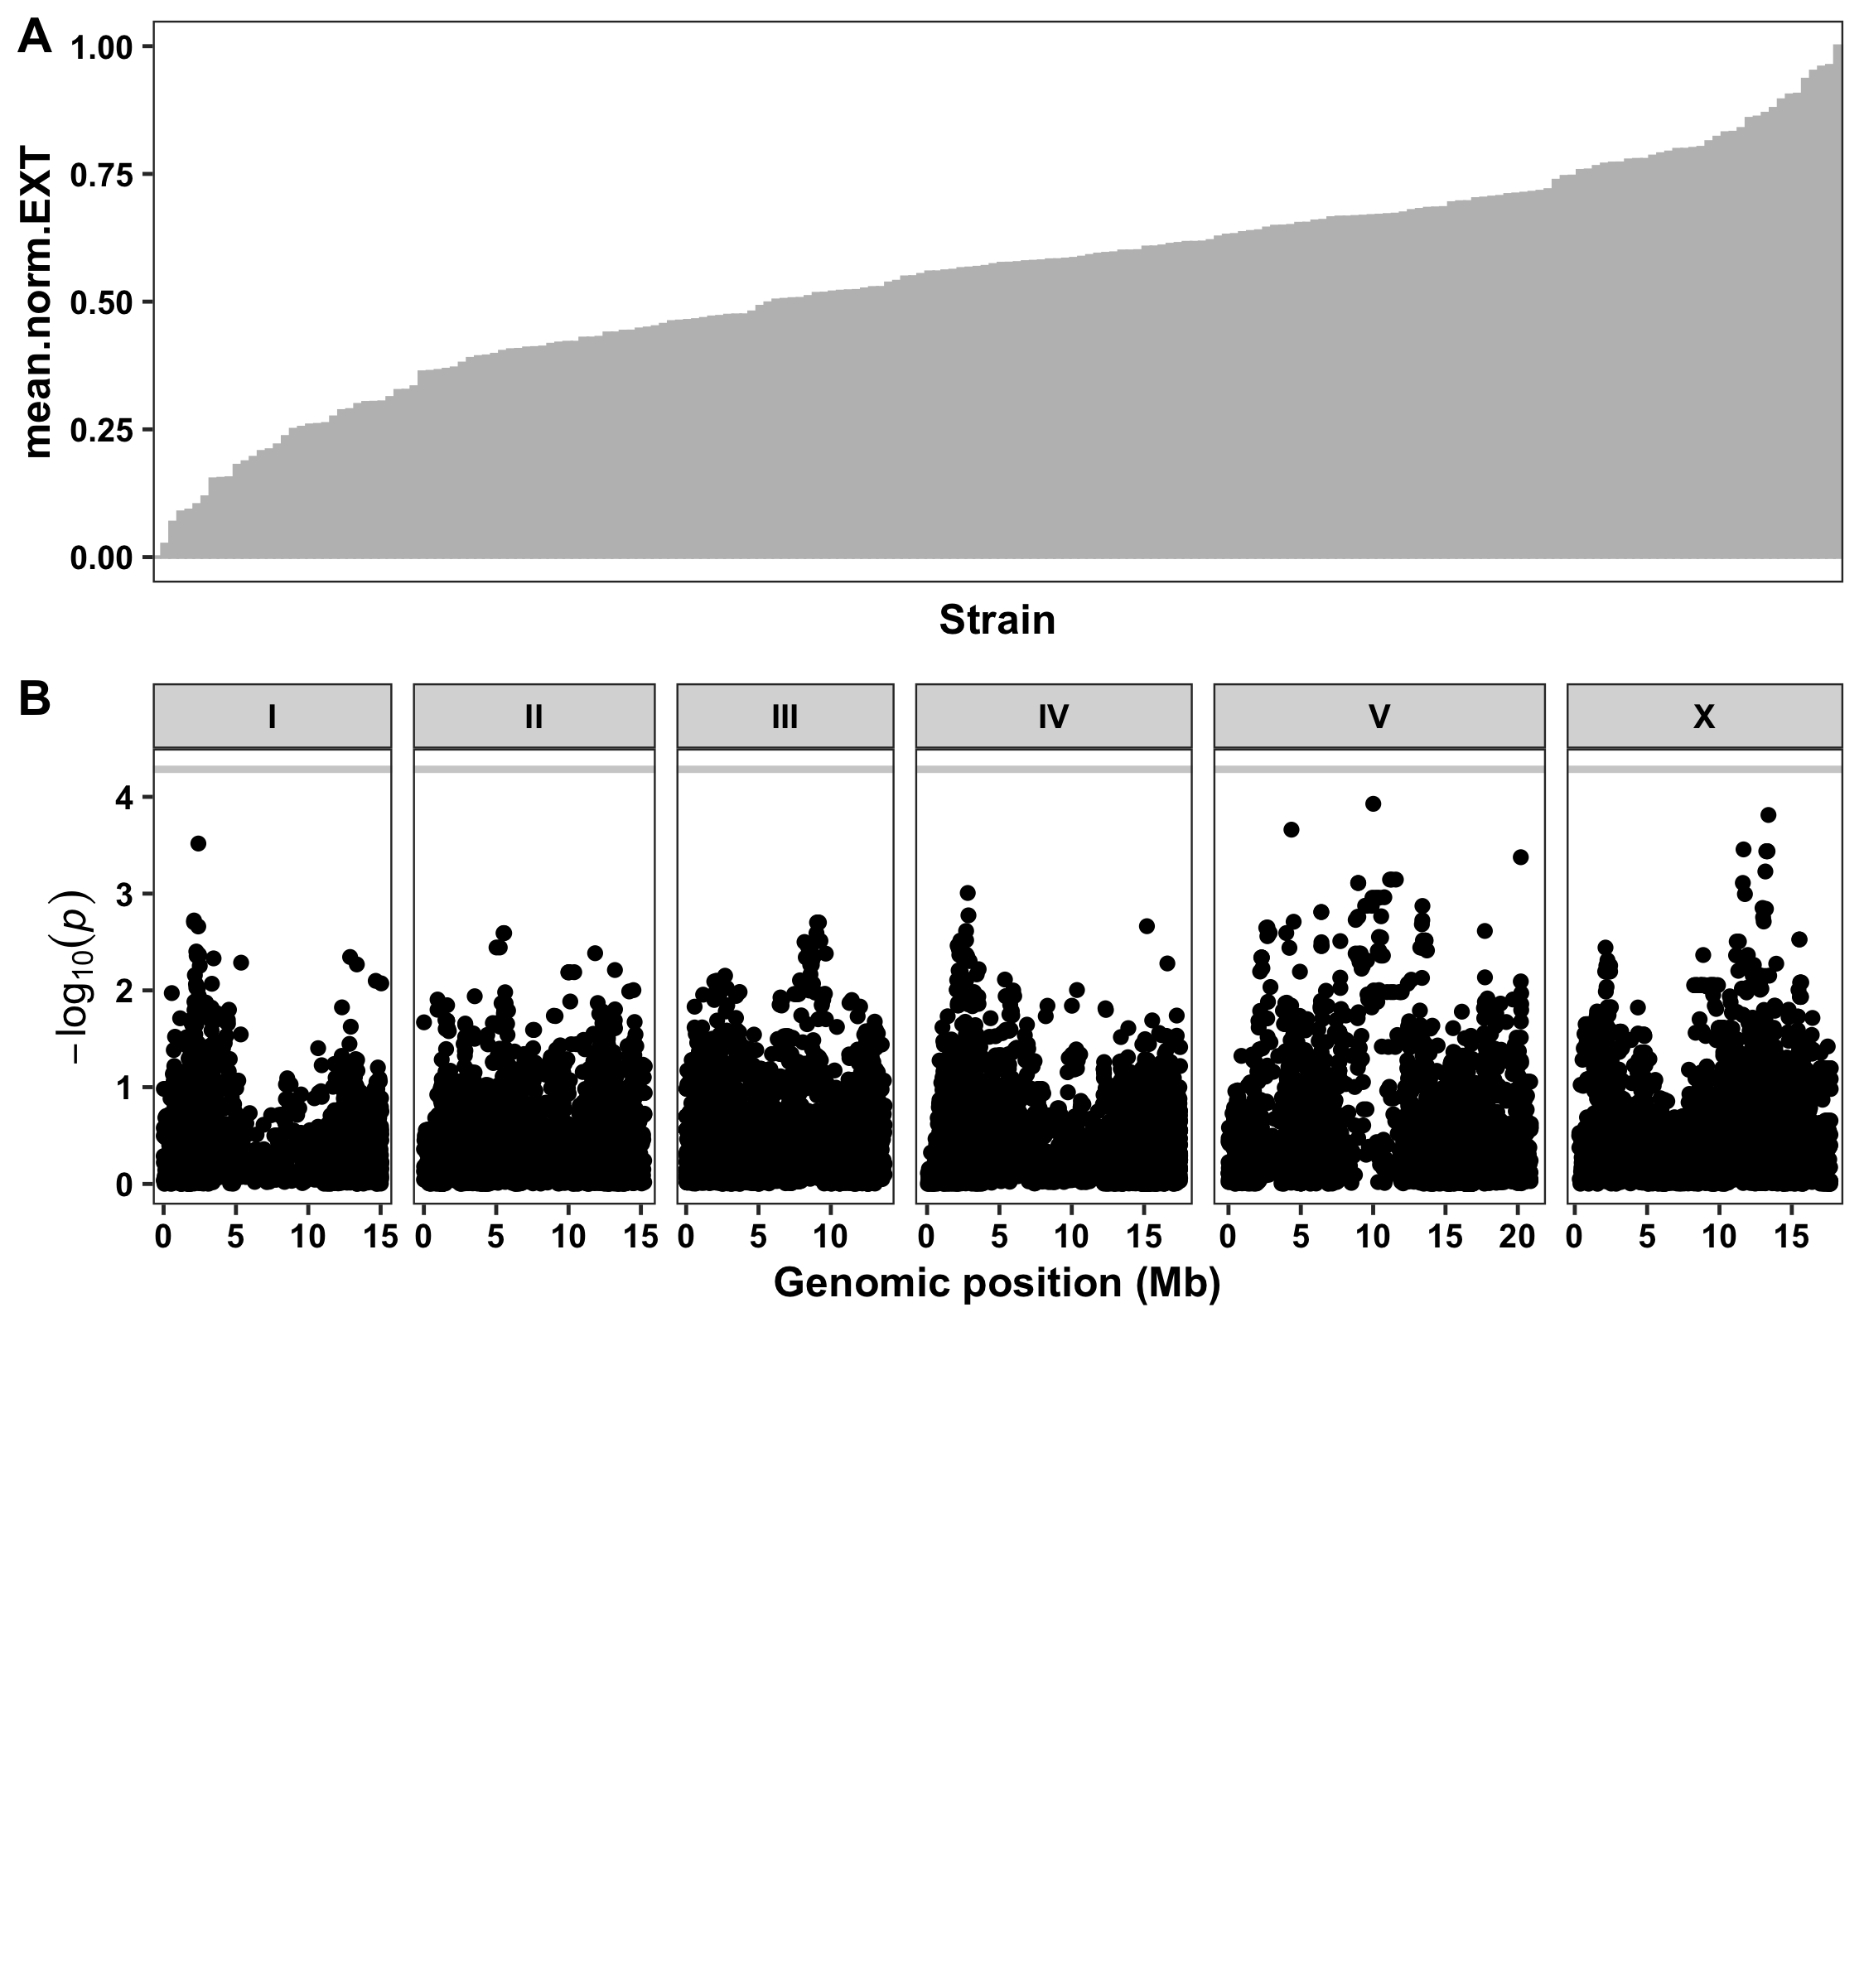 A
1.00
0.75
0.50
0.25
0.00
mean.norm.EXT
Strain
B
I II III IV V X
4
3
2
1
0
−log10(p)
0 5 10 15 0 5 10 15 0 5 10 0 5 10 15 0 5 10 15 20 0 5 10 15
Genomic position (Mb)